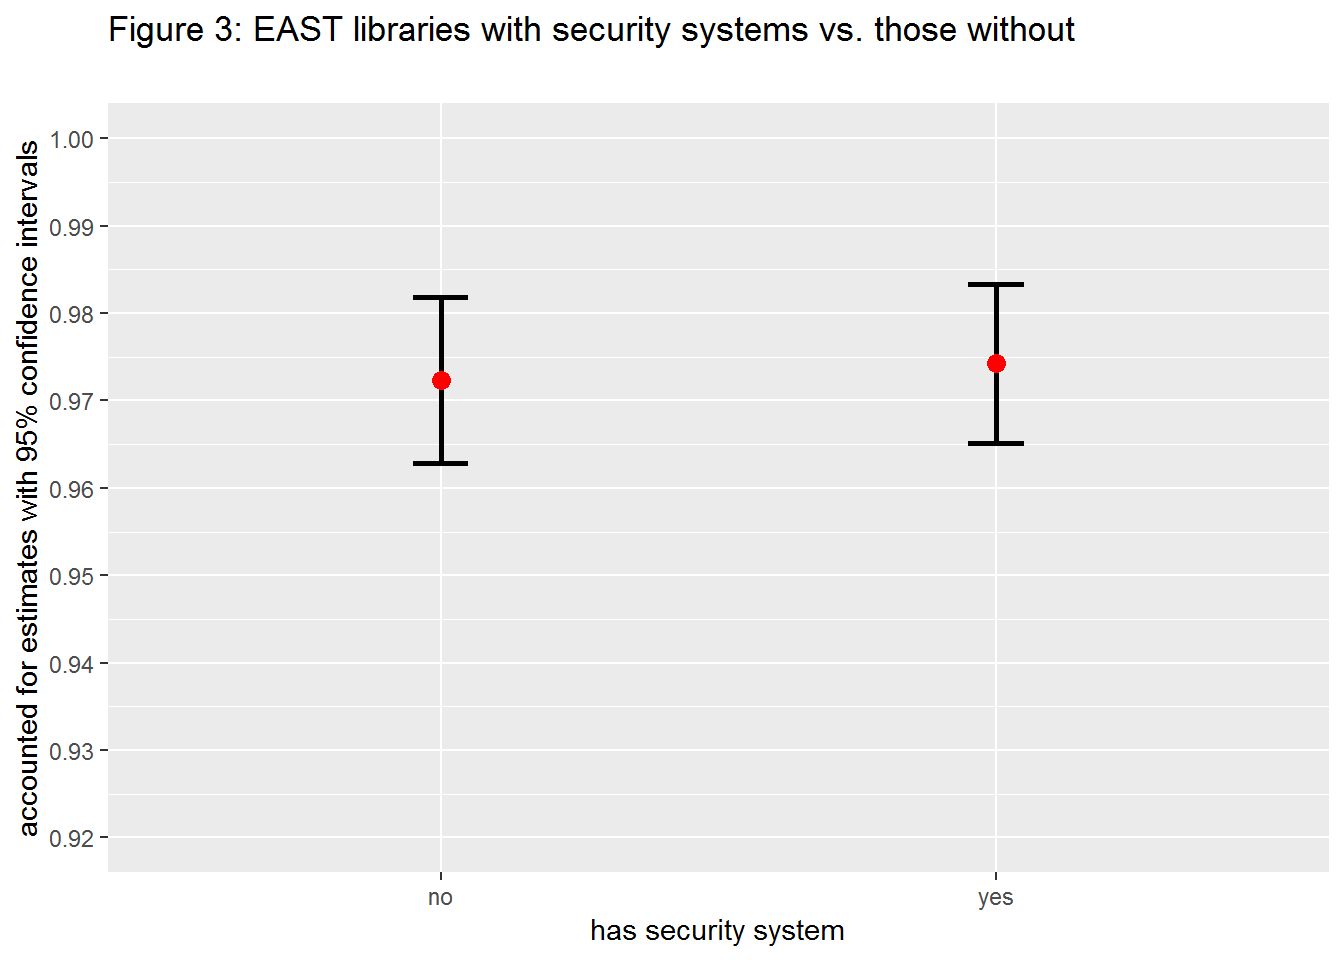 Figure 3: EAST libraries with security systems vs. those without
accounted for estimates with 95% confidence intervals
1.00
0.99
0.98
0.97
0.96
0.95
0.94
0.93
0.92
no yes
has security system